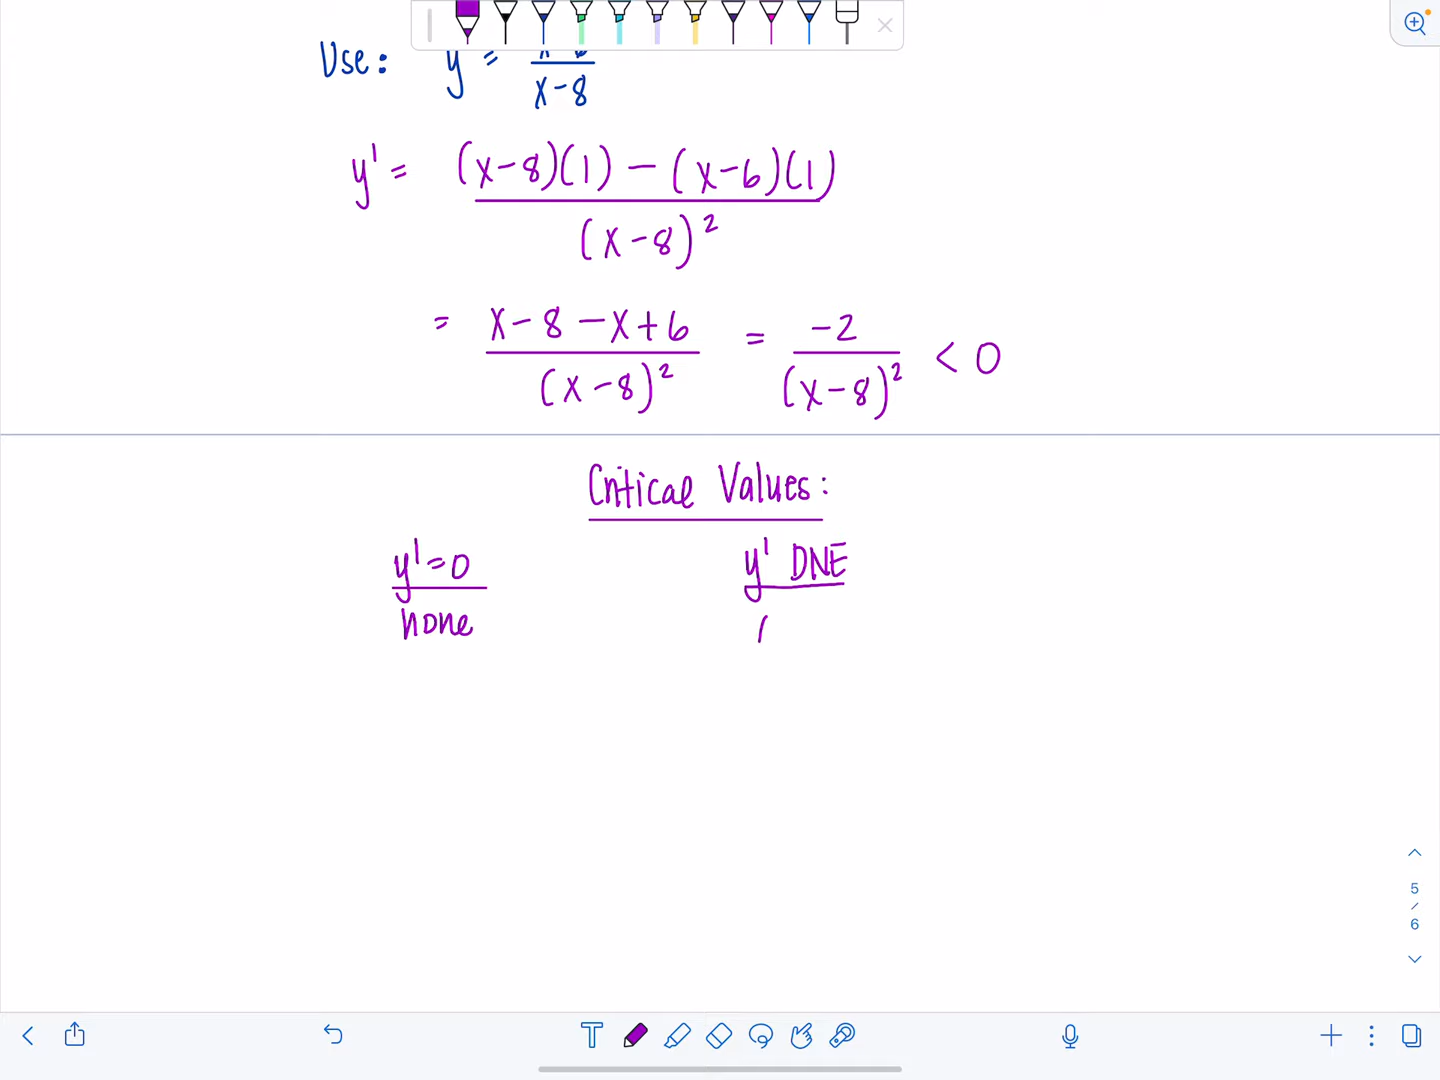 Use: y = x-6 / x-8
y' = (x-8)(1) - (x-6)(1) / (x-8)²
= x-8-x+6 / (x-8)² = -2 / (x-8)² < 0
Critical Values:
y'=0 y' DNE
none (
5
/
6
T